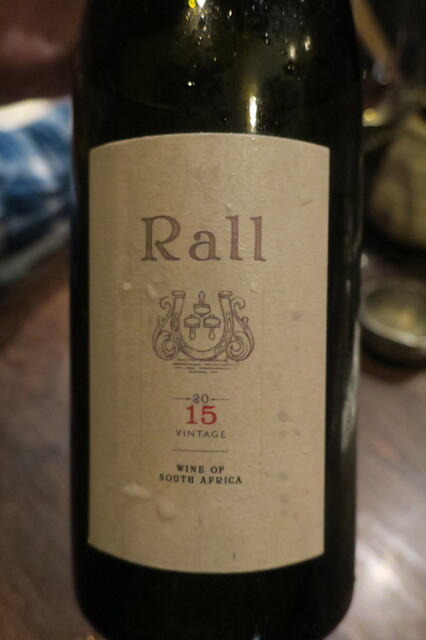 Rall
20
15
VINTAGE
WINE OF
SOUTH AFRICA